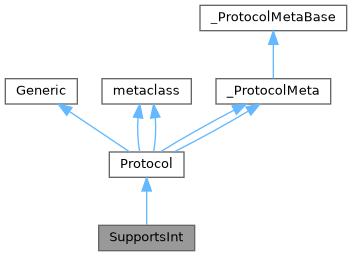 _ProtocolMetaBase
Generic
metaclass
_ProtocolMeta
Protocol
SupportsInt